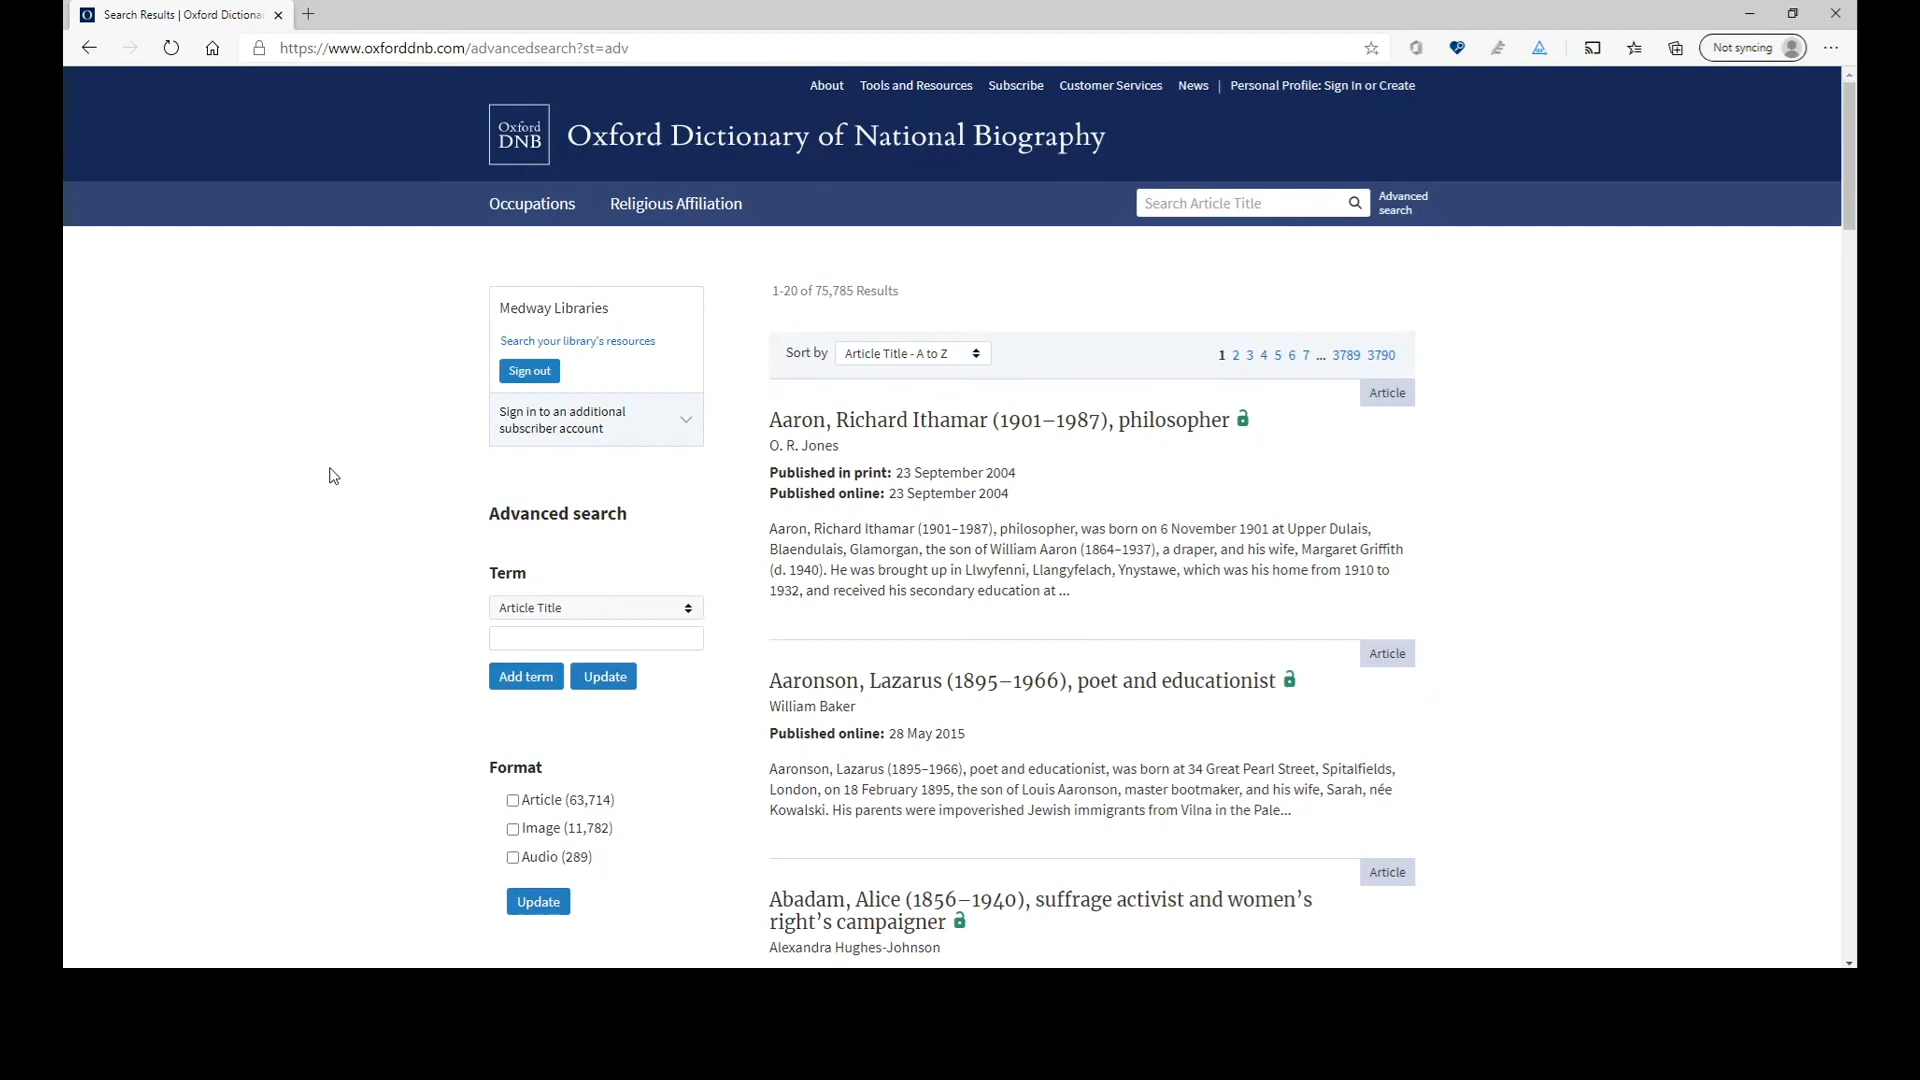 Search Results | Oxford Dictiona
https://www.oxforddnb.com/advancedsearch?st=adv
Not syncing
About Tools and Resources Subscribe Customer Services News | Personal Profile: Sign In or Create
Oxford
DNB
Oxford Dictionary of National Biography
Occupations Religious Affiliation
Search Article Title
Advanced
search
Medway Libraries
Search your library's resources
Sign out
Sign in to an additional
subscriber account
Advanced search
Term
Article Title
Add term Update
Format
Article (63,714)
Image (11,782)
Audio (289)
Update
1-20 of 75,785 Results
Sort by Article Title - A to Z
1 2 3 4 5 6 7 ... 3789 3790
Article
Aaron, Richard Ithamar (1901–1987), philosopher
O. R. Jones
Published in print: 23 September 2004
Published online: 23 September 2004
Aaron, Richard Ithamar (1901–1987), philosopher, was born on 6 November 1901 at Upper Dulais,
Blaendulais, Glamorgan, the son of William Aaron (1864–1937), a draper, and his wife, Margaret Griffith
(d. 1940). He was brought up in Llwyfenni, Llangyfelach, Ynystawe, which was his home from 1910 to
1932, and received his secondary education at ...
Article
Aaronson, Lazarus (1895–1966), poet and educationist
William Baker
Published online: 28 May 2015
Aaronson, Lazarus (1895–1966), poet and educationist, was born at 34 Great Pearl Street, Spitalfields,
London, on 18 February 1895, the son of Louis Aaronson, master bootmaker, and his wife, Sarah, née
Kowalski. His parents were impoverished Jewish immigrants from Vilna in the Pale...
Article
Abadam, Alice (1856–1940), suffrage activist and women’s
right’s campaigner
Alexandra Hughes-Johnson